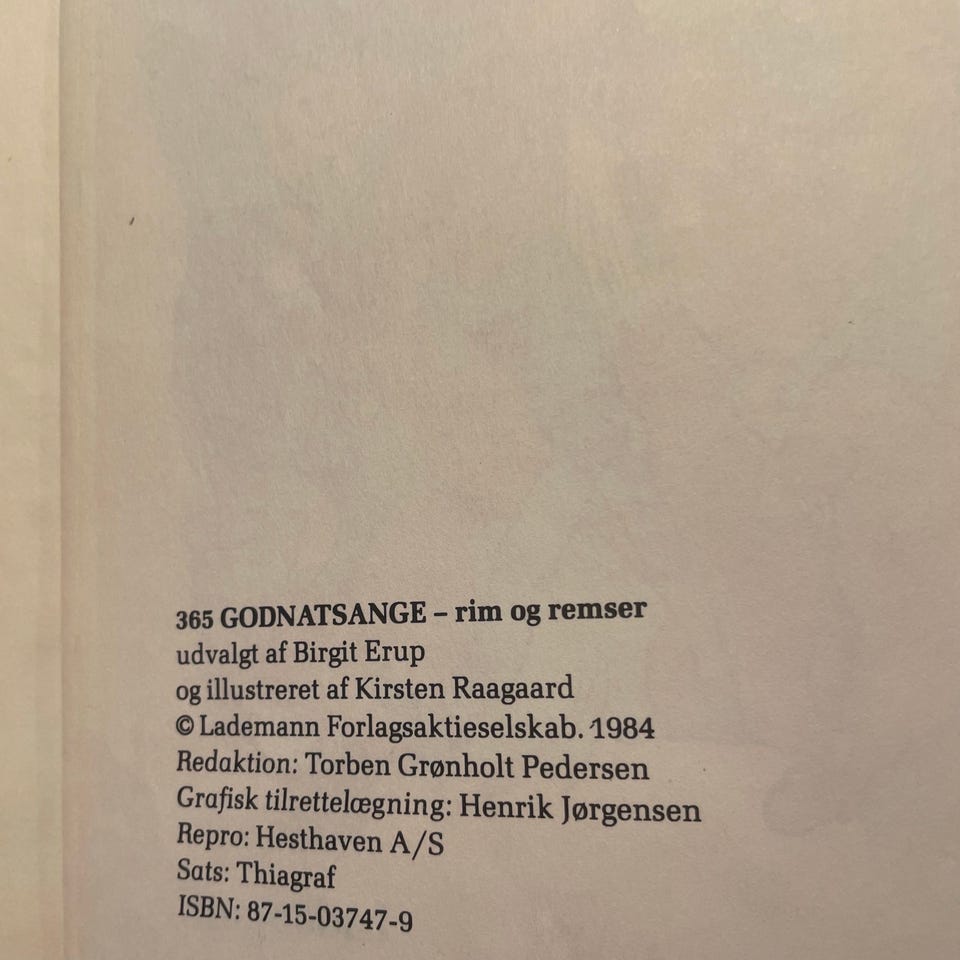 365 GODNATSANGE – rim og remser
udvalgt af Birgit Erup
og illustreret af Kirsten Raagaard
© Lademann Forlagsaktieselskab. 1984
Redaktion: Torben Grønholt Pedersen
Grafisk tilrettelægning: Henrik Jørgensen
Repro: Hesthaven A/S
Sats: Thiagraf
ISBN: 87-15-03747-9